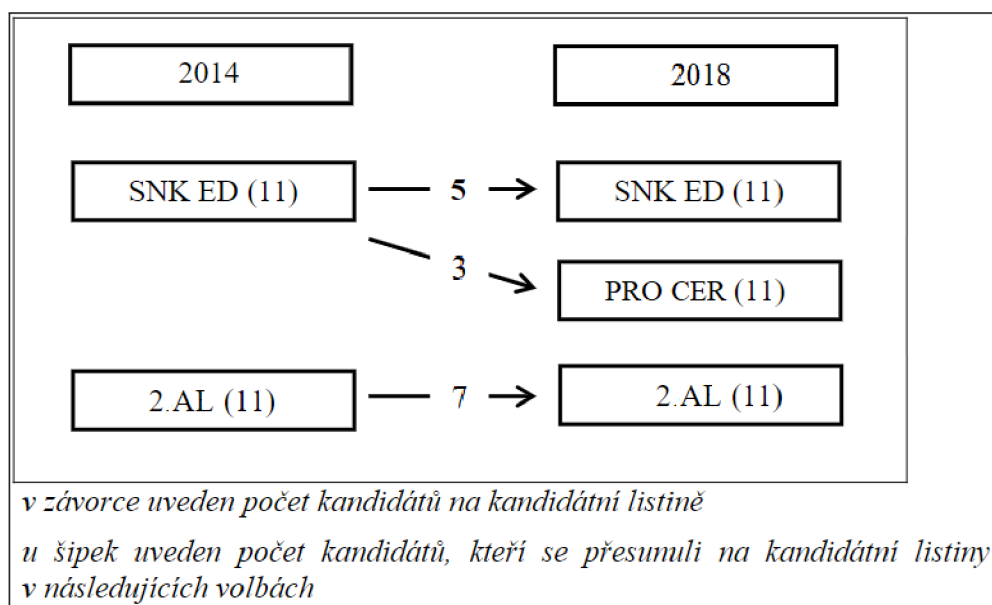 2014 2018
SNK ED (11) 5 SNK ED (11)
3
PRO CER (11)
2.AL (11) 7 2.AL (11)
v závorce uveden počet kandidátů na kandidátní listině
u šipek uveden počet kandidátů, kteří se přesunuli na kandidátní listiny
v následujících volbách